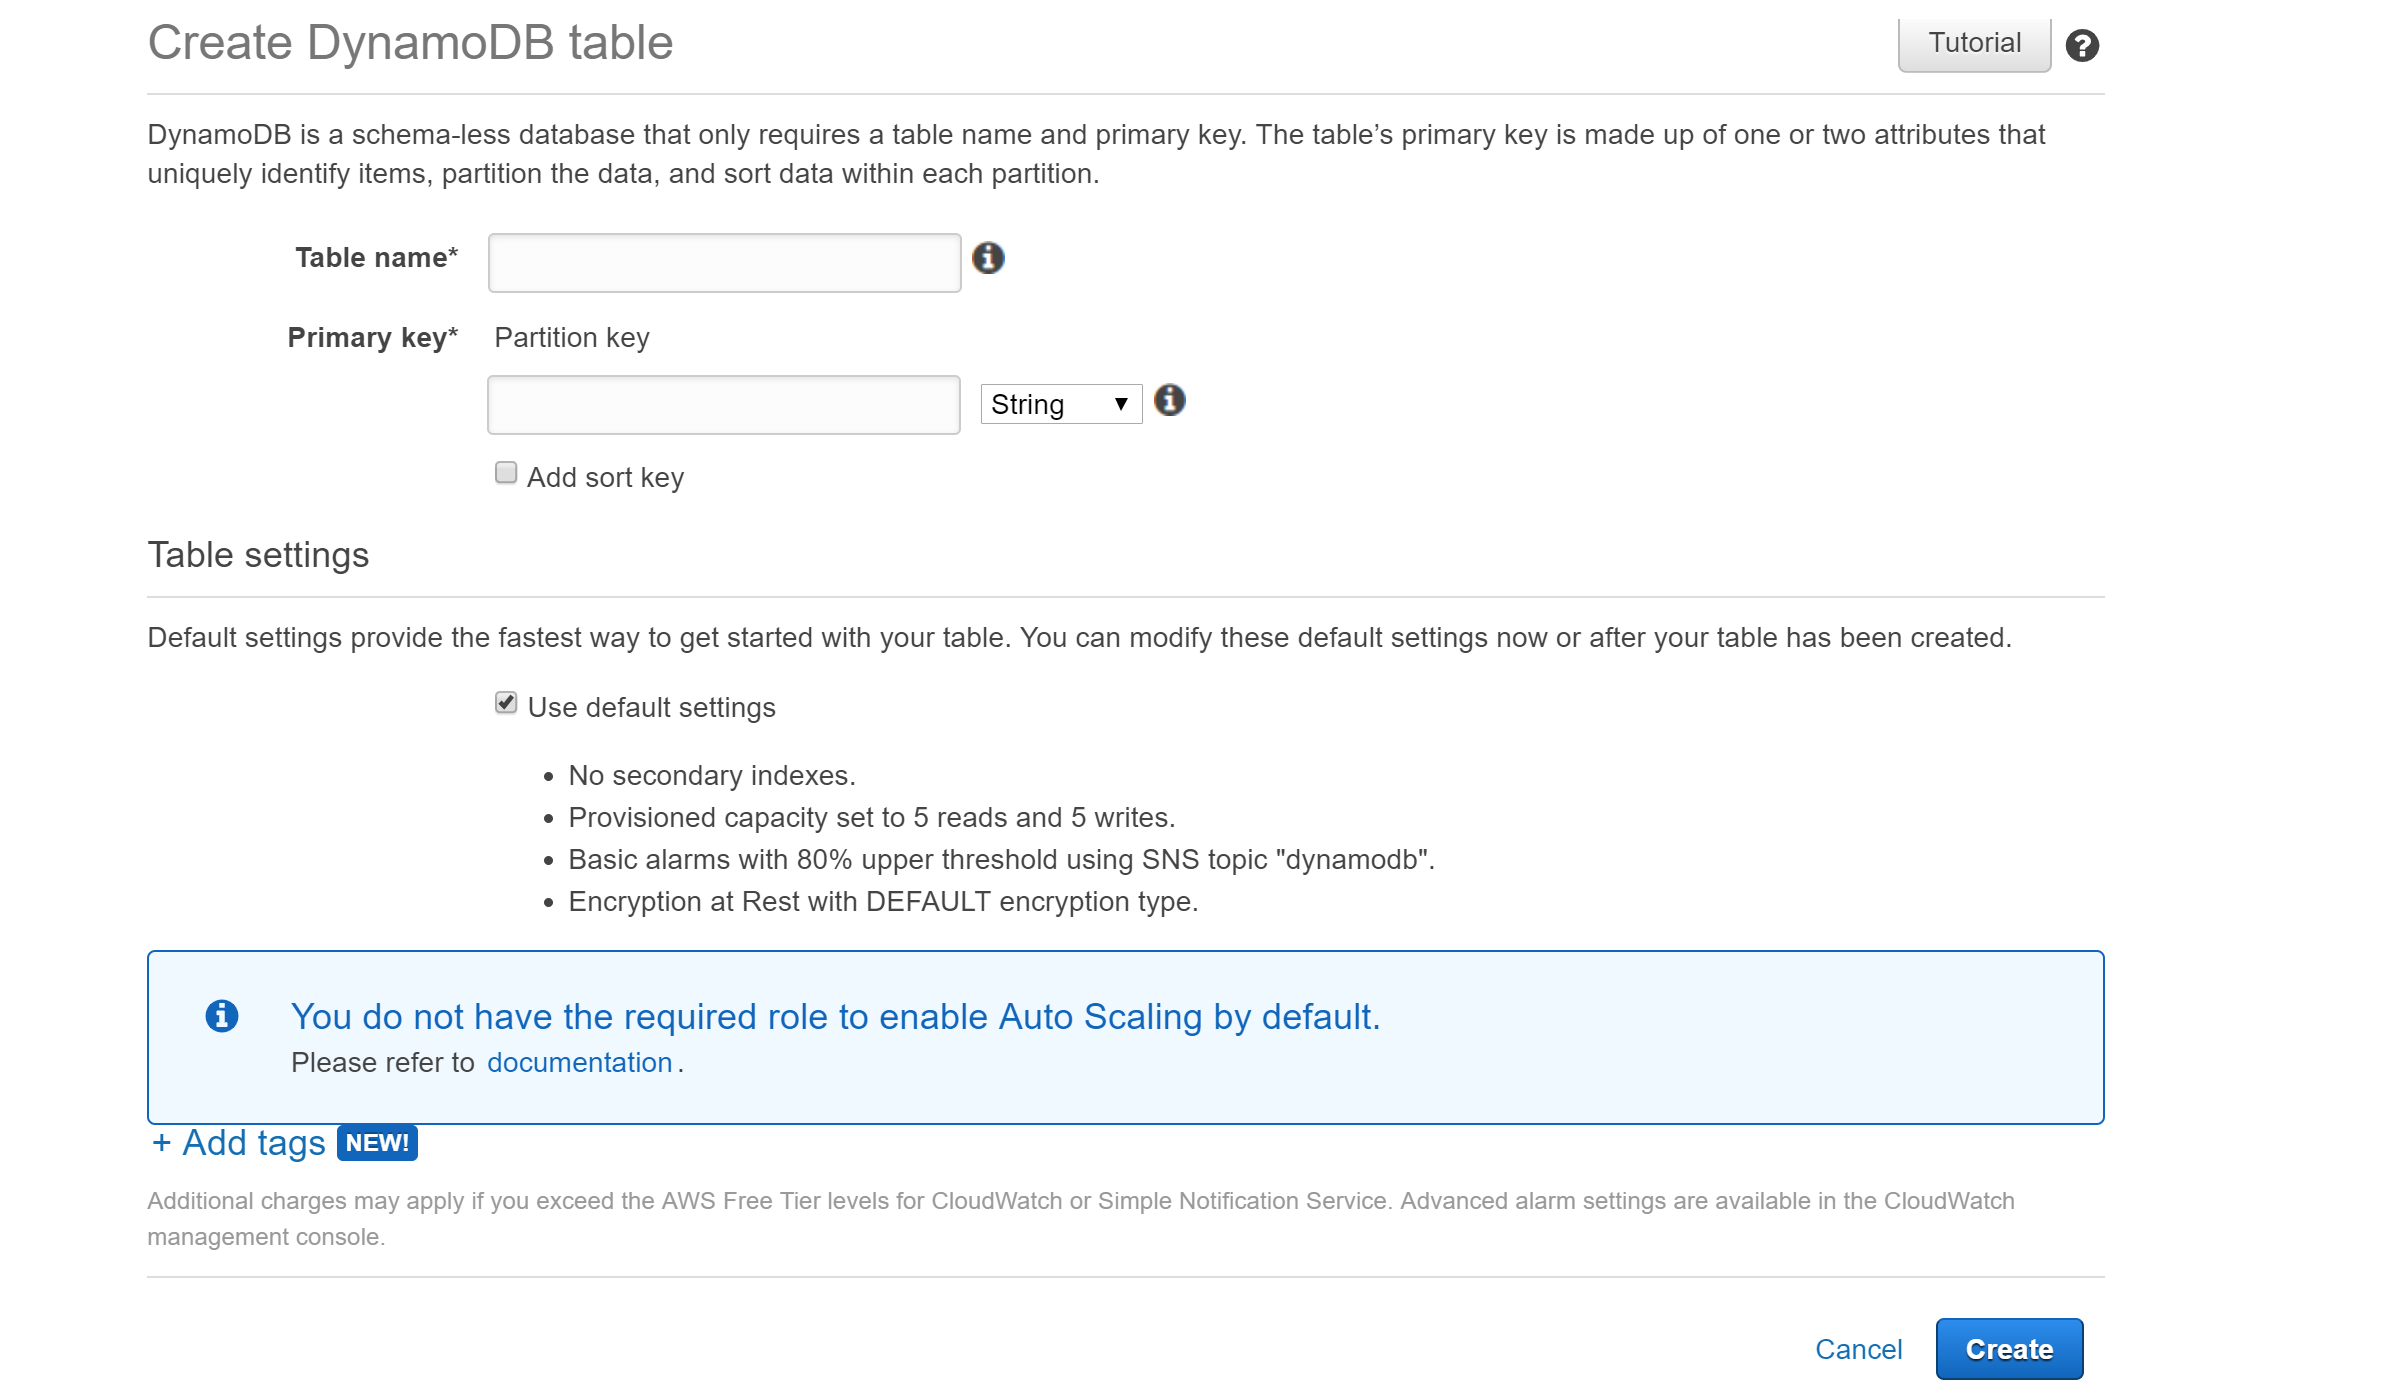 Create DynamoDB table
Tutorial
DynamoDB is a schema-less database that only requires a table name and primary key. The table’s primary key is made up of one or two attributes that
uniquely identify items, partition the data, and sort data within each partition.
Table name*
Primary key* Partition key
String
Add sort key
Table settings
Default settings provide the fastest way to get started with your table. You can modify these default settings now or after your table has been created.
Use default settings
• No secondary indexes.
• Provisioned capacity set to 5 reads and 5 writes.
• Basic alarms with 80% upper threshold using SNS topic "dynamodb".
• Encryption at Rest with DEFAULT encryption type.
You do not have the required role to enable Auto Scaling by default.
Please refer to documentation.
+ Add tags NEW!
Additional charges may apply if you exceed the AWS Free Tier levels for CloudWatch or Simple Notification Service. Advanced alarm settings are available in the CloudWatch
management console.
Cancel Create